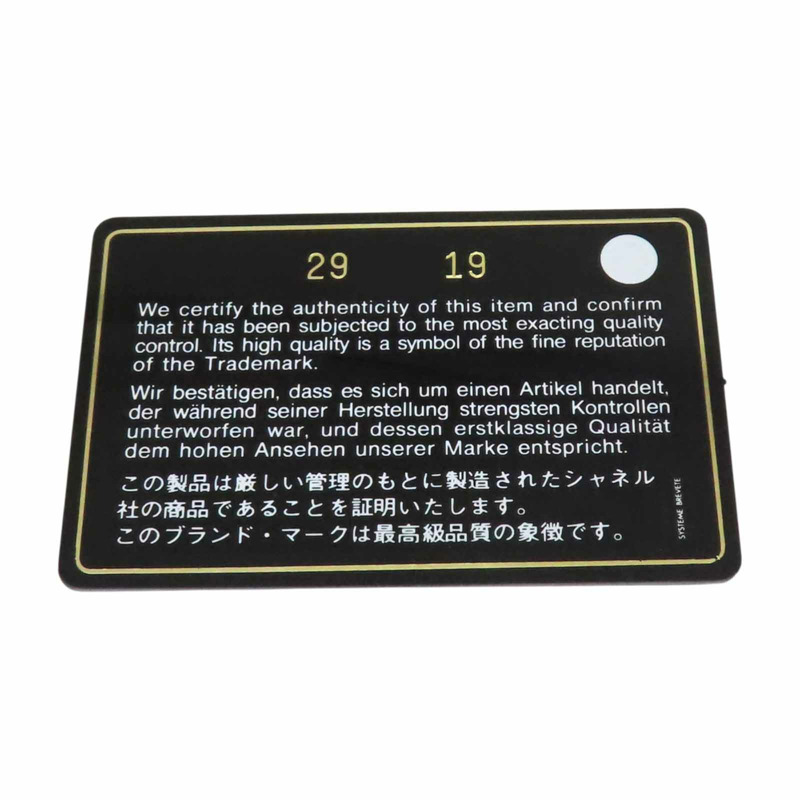 29 19
We certify the authenticity of this item and confirm
that it has been subjected to the most exacting quality
control. Its high quality is a symbol of the fine reputation
of the Trademark.
Wir bestätigen, dass es sich um einen Artikel handelt,
der während seiner Herstellung strengsten Kontrollen
unterworfen war, und dessen erstklassige Qualität
dem hohen Ansehen unserer Marke entspricht.
この製品は厳しい管理のもとに製造されたシャネル
社の商品であることを証明いたします。
このブランド・マークは最高級品質の象徴です。
SYSTEME BREVETE